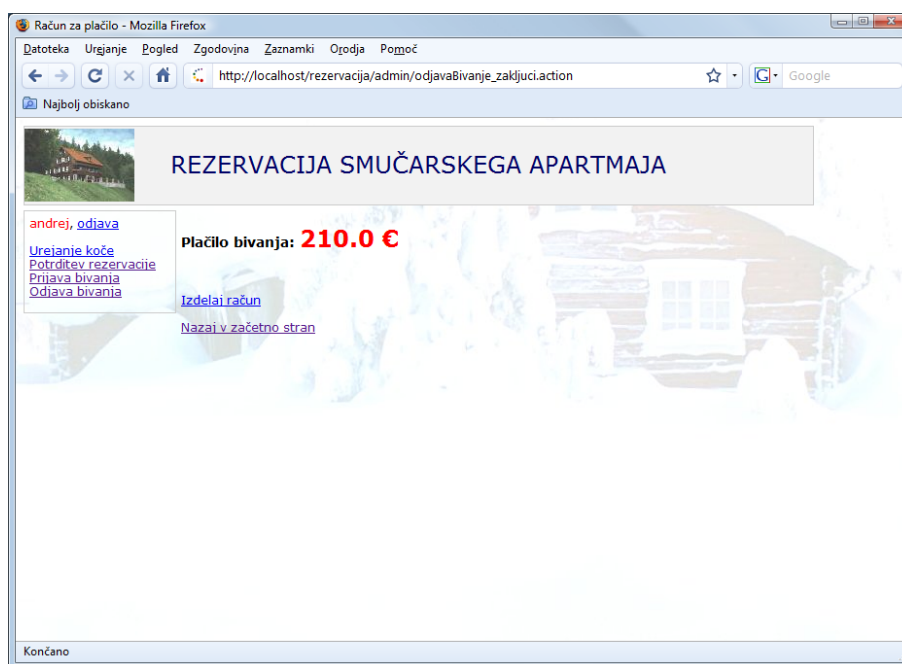 Račun za plačilo - Mozilla Firefox
Datoteka Urejanje Pogled Zgodovina Zaznamki Orodja Pomoč
http://localhost/rezervacija/admin/odjavaBivanje_zakljuci.action G Google
Najbolj obiskano
REZERVACIJA SMUČARSKEGA APARTMAJA
andrej, odjava
Urejanje koče
Potrditev rezervacije
Prijava bivanja
Odjava bivanja
Plačilo bivanja: 210.0 €
Izdelaj račun
Nazaj v začetno stran
Končano